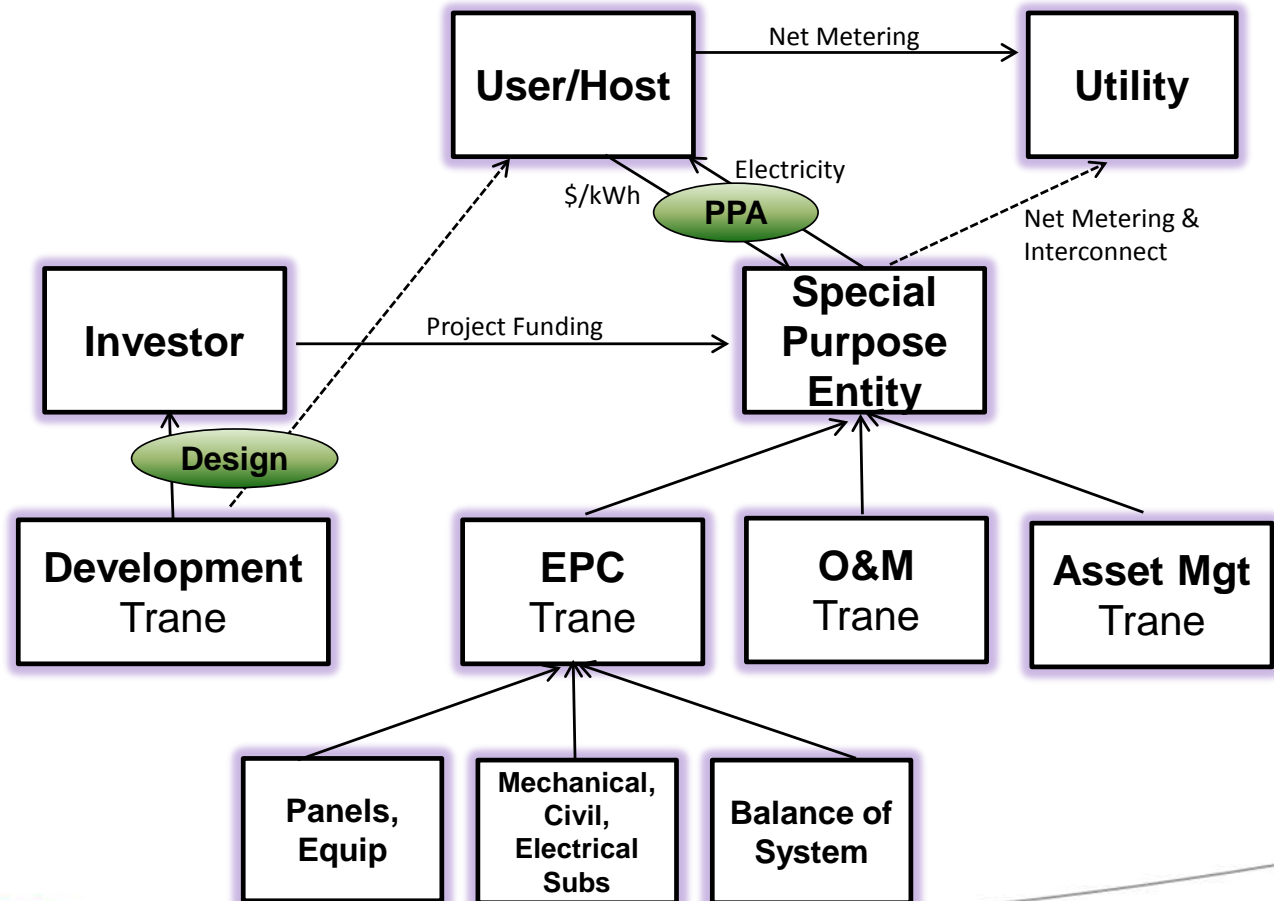 Net Metering
User/Host
Utility
Electricity
$/kWh
PPA
Net Metering &
Interconnect
Special
Purpose
Entity
Investor
Project Funding
Design
Development
Trane
EPC
Trane
O&M
Trane
Asset Mgt
Trane
Panels,
Equip
Mechanical,
Civil,
Electrical
Subs
Balance of
System